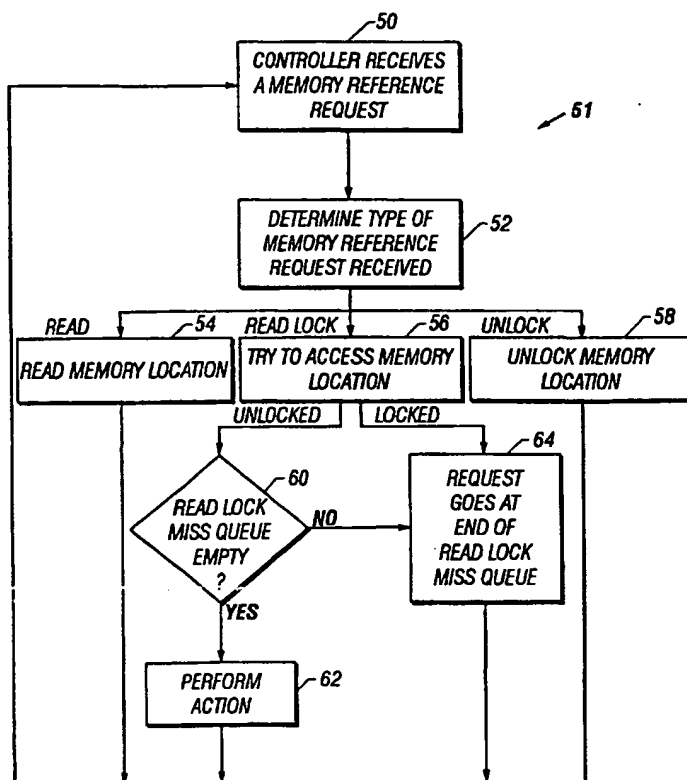 50
CONTROLLER RECEIVES
A MEMORY REFERENCE
REQUEST
51
52
DETERMINE TYPE OF
MEMORY REFERENCE
REQUEST RECEIVED
READ
54
READ LOCK
56
UNLOCK
58
READ MEMORY LOCATION
TRY TO ACCESS MEMORY
LOCATION
UNLOCK MEMORY
LOCATION
UNLOCKED
LOCKED
60
READ LOCK
MISS QUEUE
EMPTY
?
NO
YES
64
REQUEST
GOES AT
END OF
READ LOCK
MISS QUEUE
62
PERFORM
ACTION